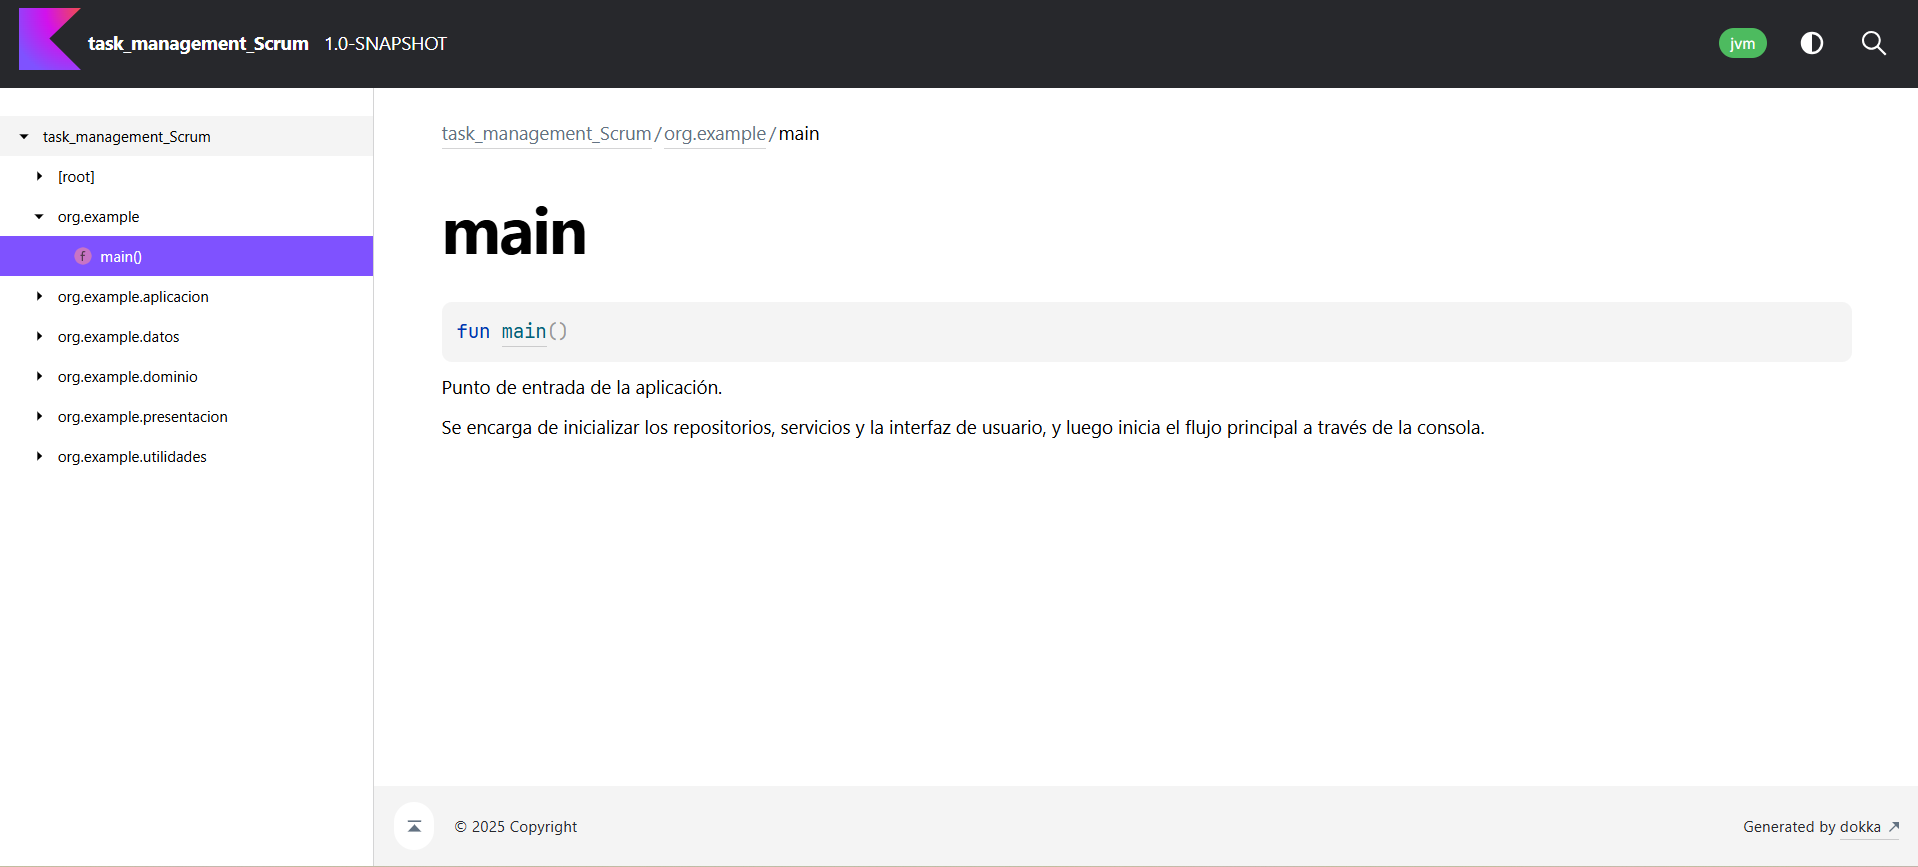 task_management_Scrum 1.0-SNAPSHOT
jvm
task_management_Scrum
[root]
org.example
f main()
org.example.aplicacion
org.example.datos
org.example.dominio
org.example.presentacion
org.example.utilidades
task_management_Scrum/org.example/main
main
fun main()
Punto de entrada de la aplicación.
Se encarga de inicializar los repositorios, servicios y la interfaz de usuario, y luego inicia el flujo principal a través de la consola.
© 2025 Copyright
Generated by dokka